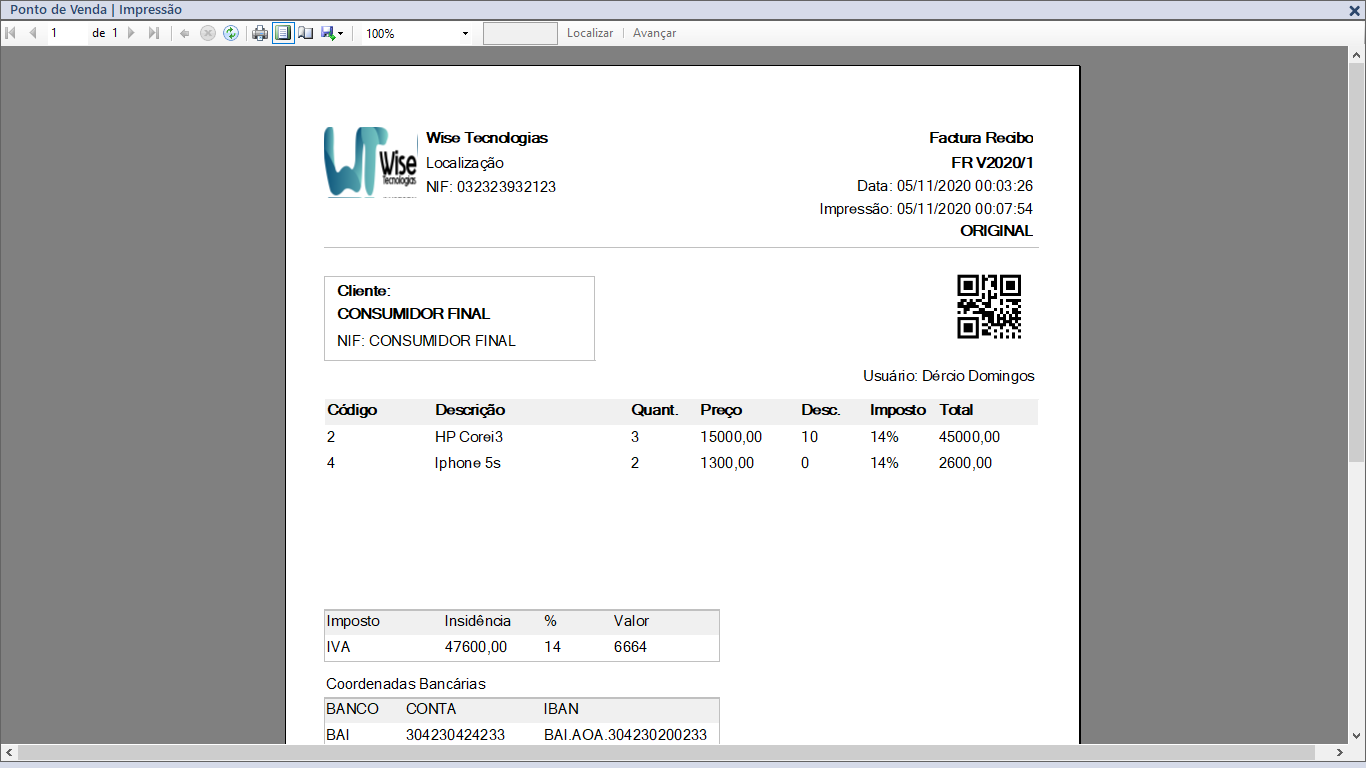 Ponto de Venda | Impressão
1 de 1 100% Localizar | Avançar
Wise Tecnologias
Wise Tecnologias Factura Recibo
Localização FR V2020/1
NIF: 032323932123 Data: 05/11/2020 00:03:26
Impressão: 05/11/2020 00:07:54
ORIGINAL
Cliente:
CONSUMIDOR FINAL
NIF: CONSUMIDOR FINAL
Usuário: Dércio Domingos
Código Descrição Quant. Preço Desc. Imposto Total
2 HP Corei3 3 15000,00 10 14% 45000,00
4 Iphone 5s 2 1300,00 0 14% 2600,00
Imposto Insidência % Valor
IVA 47600,00 14 6664
Coordenadas Bancárias
BANCO CONTA IBAN
BAI 304230424233 BAI.AOA.304230200233